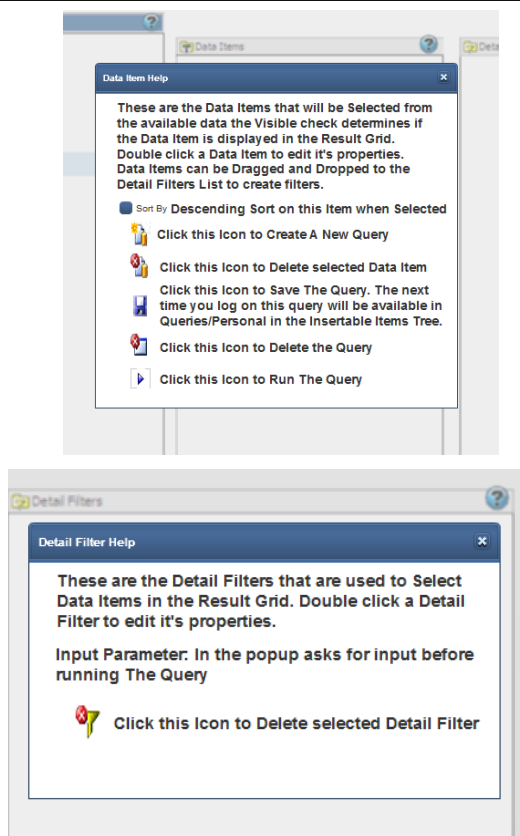 Data Items
Deta
Data Item Help
These are the Data Items that will be Selected from
the available data the Visible check determines if
the Data Item is displayed in the Result Grid.
Double click a Data Item to edit it's properties.
Data Items can be Dragged and Dropped to the
Detail Filters List to create filters.
Sort By Descending Sort on this Item when Selected
Click this Icon to Create A New Query
Click this Icon to Delete selected Data Item
Click this Icon to Save The Query. The next
time you log on this query will be available in
Queries/Personal in the Insertable Items Tree.
Click this Icon to Delete the Query
Click this Icon to Run The Query
Detail Filters
Detail Filter Help
These are the Detail Filters that are used to Select
Data Items in the Result Grid. Double click a Detail
Filter to edit it's properties.
Input Parameter: In the popup asks for input before
running The Query
Click this Icon to Delete selected Detail Filter